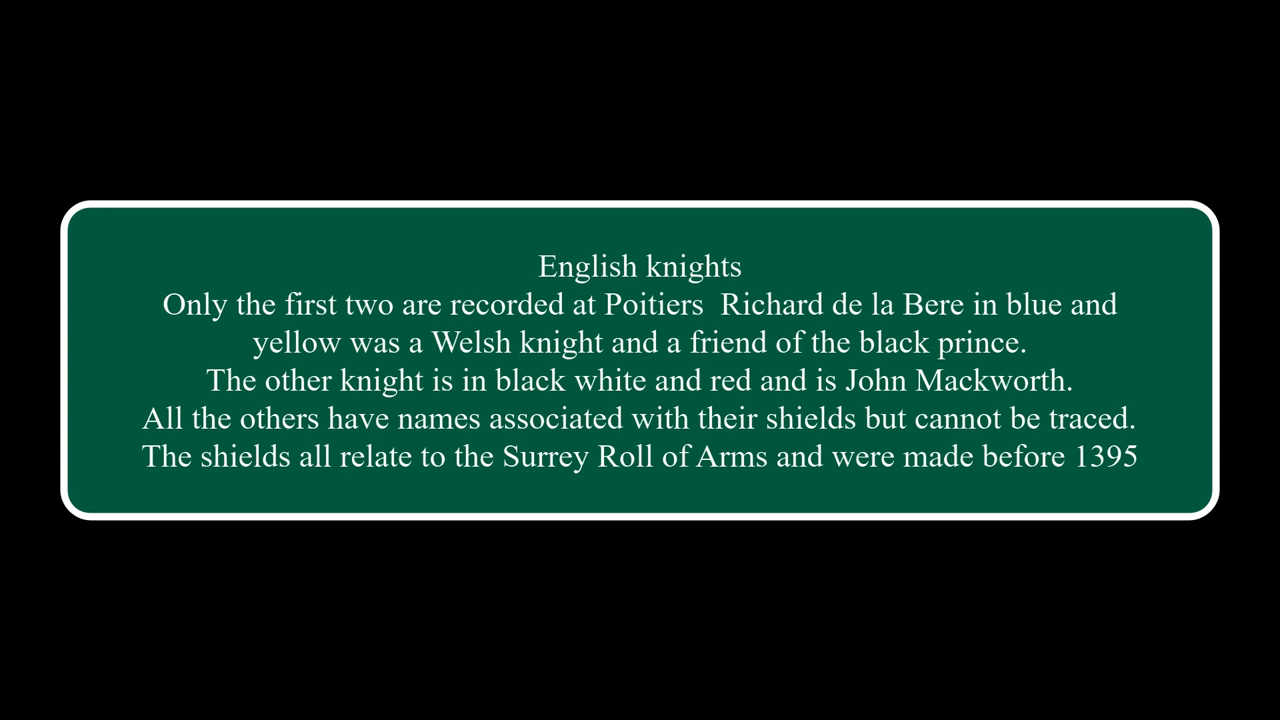 English knights
Only the first two are recorded at Poitiers  Richard de la Bere in blue and
yellow was a Welsh knight and a friend of the black prince.
The other knight is in black white and red and is John Mackworth.
All the others have names associated with their shields but cannot be traced.
The shields all relate to the Surrey Roll of Arms and were made before 1395